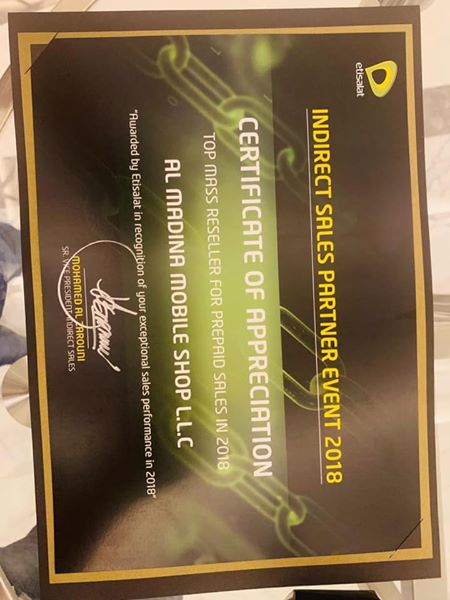 etisalat
INDIRECT SALES PARTNER EVENT 2018
CERTIFICATE OF APPRECIATION
TOP MASS RESELLER FOR PREPAID SALES IN 2018
AL MADINA MOBILE SHOP L.L.C
"Awarded by Etisalat in recognition of your exceptional sales performance in 2018"
MOHAMED AL ZAROUNI
SR. VICE PRESIDENT INDIRECT SALES